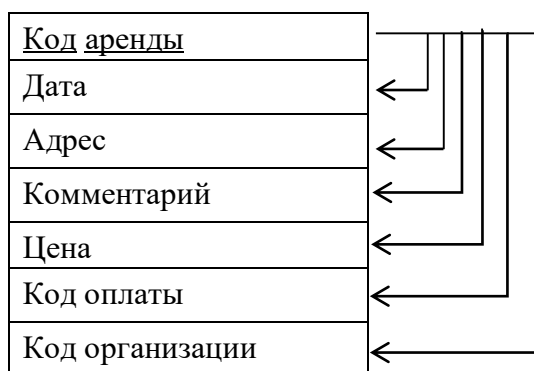 Код аренды
Дата
Адрес
Комментарий
Цена
Код оплаты
Код организации